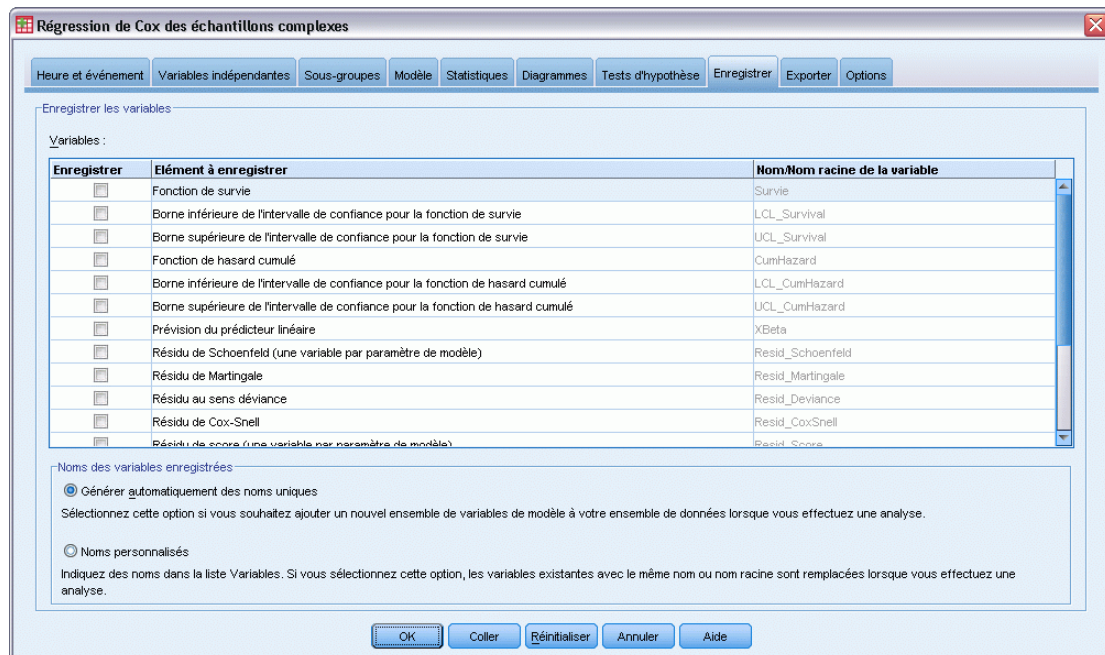 Régression de Cox des échantillons complexes
Heure et événement Variables indépendantes Sous-groupes Modèle Statistiques Diagrammes Tests d'hypothèse Enregistrer Exporter Options
Enregistrer les variables
Variables :
Enregistrer Elément à enregistrer Nom/Nom racine de la variable
Fonction de survie Survie
Borne inférieure de l'intervalle de confiance pour la fonction de survie LCL_Survival
Borne supérieure de l'intervalle de confiance pour la fonction de survie UCL_Survival
Fonction de hasard cumulé CumHazard
Borne inférieure de l'intervalle de confiance pour la fonction de hasard cumulé LCL_CumHazard
Borne supérieure de l'intervalle de confiance pour la fonction de hasard cumulé UCL_CumHazard
Prévision du prédicteur linéaire XBeta
Résidu de Schoenfeld (une variable par paramètre de modèle) Resid_Schoenfeld
Résidu de Martingale Resid_Martingale
Résidu au sens déviance Resid_Deviance
Résidu de Cox-Snell Resid_CoxSnell
Résidu de score (une variable par paramètre de modèle) Resid_Score
Noms des variables enregistrées
Générer automatiquement des noms uniques
Sélectionnez cette option si vous souhaitez ajouter un nouvel ensemble de variables de modèle à votre ensemble de données lorsque vous effectuez une analyse.
Noms personnalisés
Indiquez des noms dans la liste Variables. Si vous sélectionnez cette option, les variables existantes avec le même nom ou nom racine sont remplacées lorsque vous effectuez une
analyse.
OK Coller Réinitialiser Annuler Aide